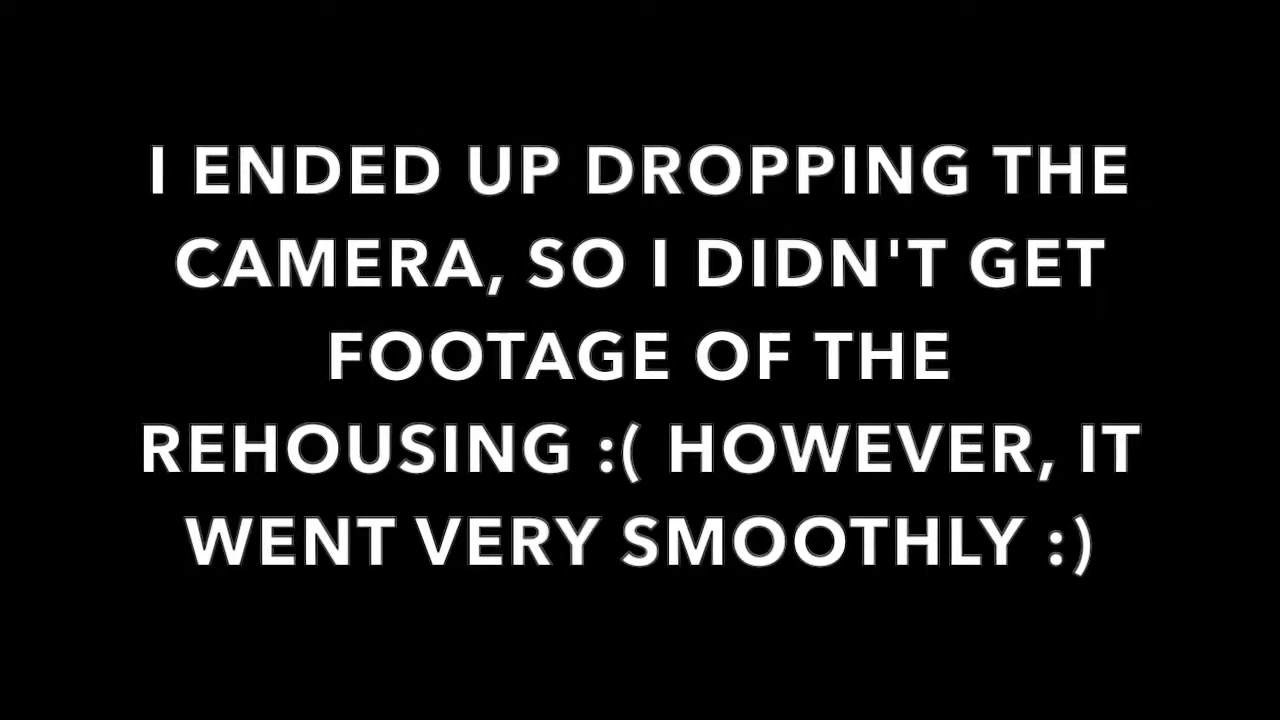 I ENDED UP DROPPING THE
CAMERA, SO I DIDN'T GET
FOOTAGE OF THE
REHOUSING :( HOWEVER, IT
WENT VERY SMOOTHLY :)